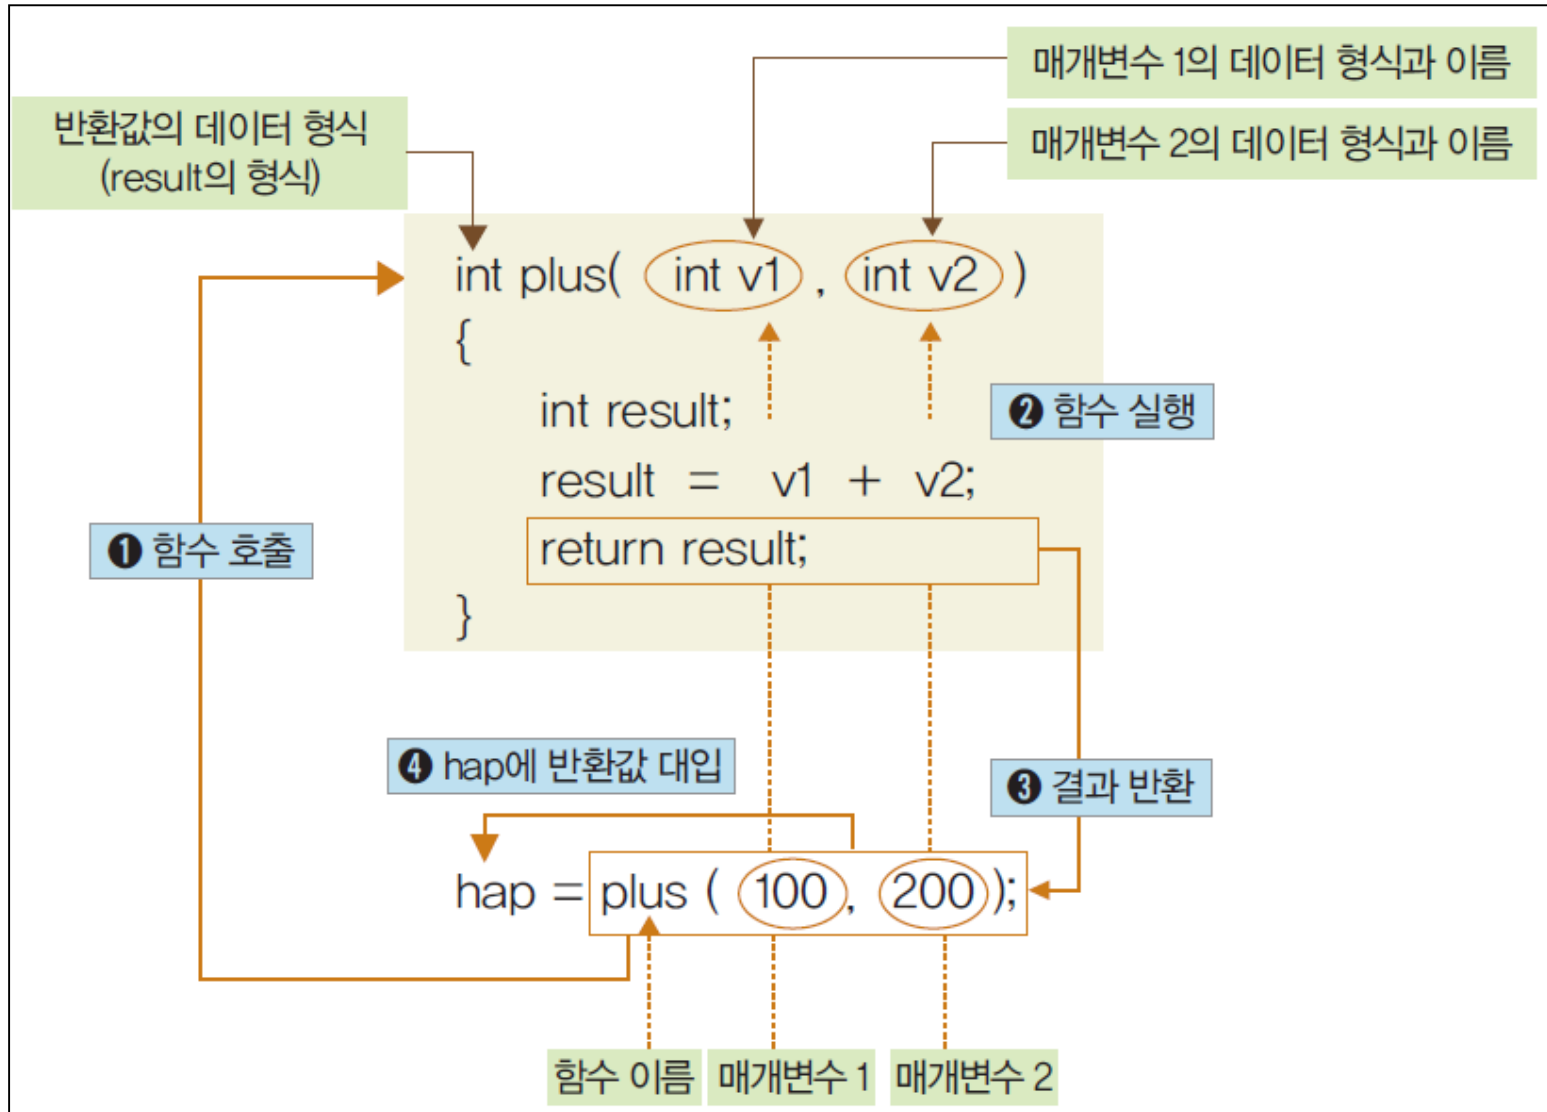 매개변수 1의 데이터 형식과 이름
매개변수 2의 데이터 형식과 이름
반환값의 데이터 형식
(result의 형식)
int plus( int v1 , int v2 )
{
int result;
❷ 함수 실행
result = v1 + v2;
❶ 함수 호출
return result;
}
❹ hap에 반환값 대입
❸ 결과 반환
hap = plus ( 100, 200 );
함수 이름 매개변수 1 매개변수 2